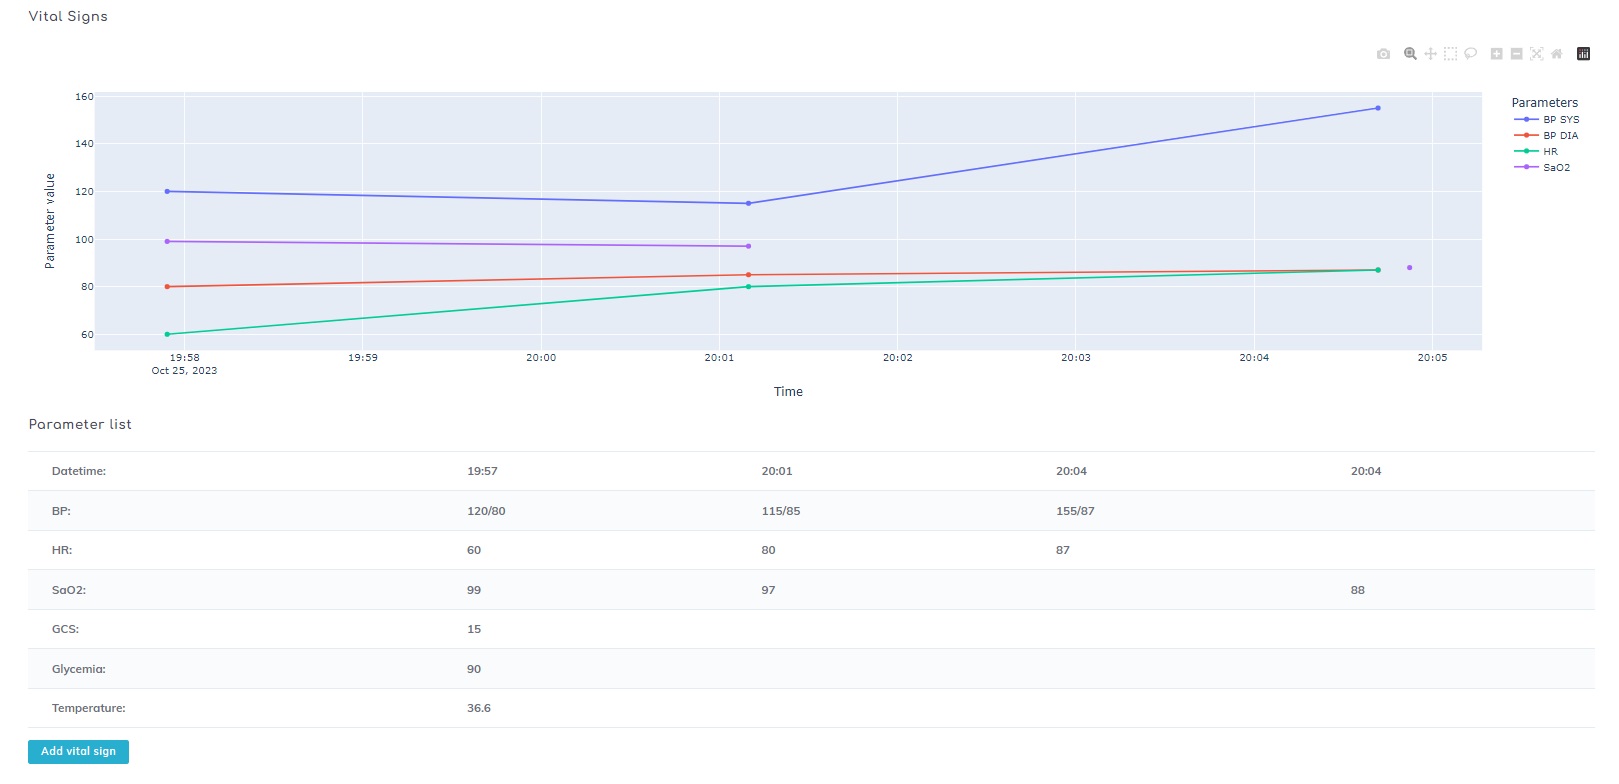 Vital Signs
Parameters
BP SYS
BP DIA
HR
SaO2
160
140
120
100
80
60
Parameter value
19:58 19:59 20:00 20:01 20:02 20:03 20:04 20:05
Oct 25, 2023
Time
Parameter list
Datetime: 19:57 20:01 20:04 20:04
BP: 120/80 115/85 155/87
HR: 60 80 87
SaO2: 99 97 88
GCS: 15
Glycemia: 90
Temperature: 36.6
Add vital sign